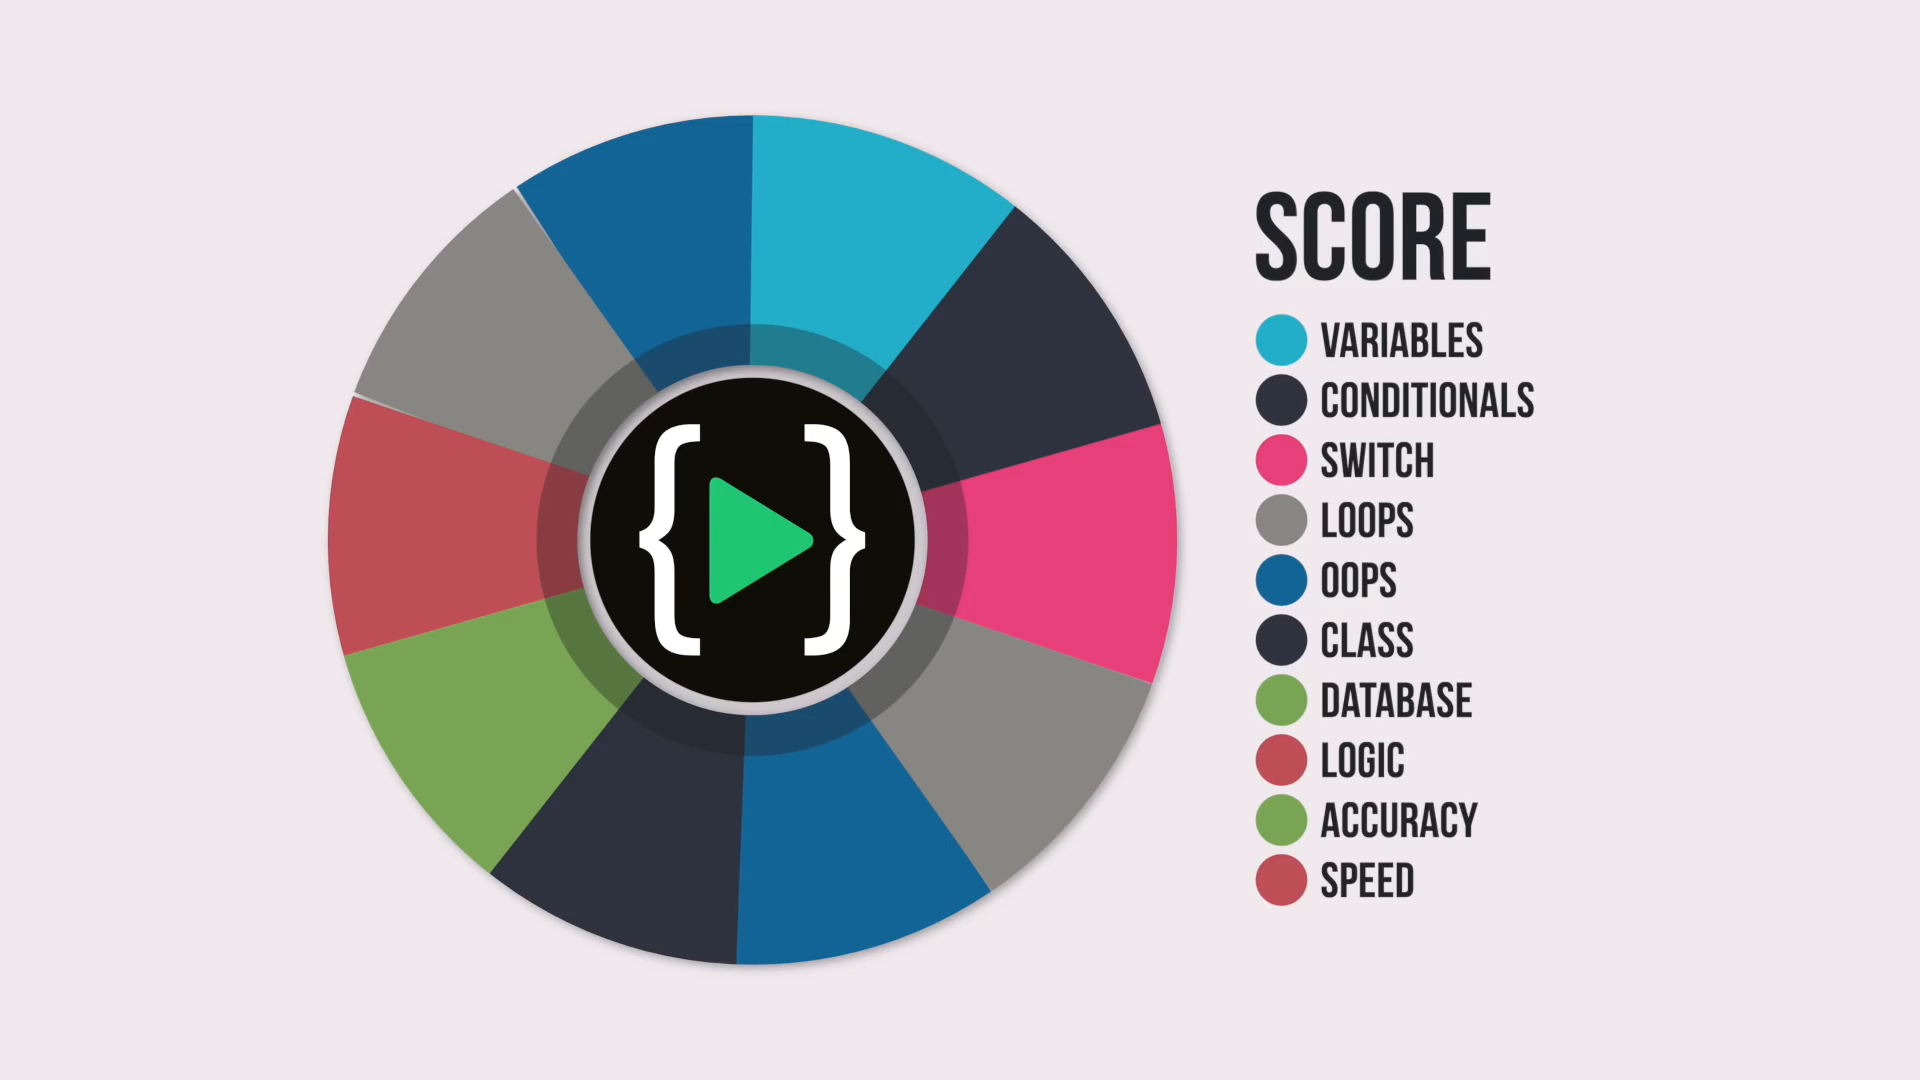 SCORE
VARIABLES
CONDITIONALS
SWITCH
LOOPS
OOPS
CLASS
DATABASE
LOGIC
ACCURACY
SPEED